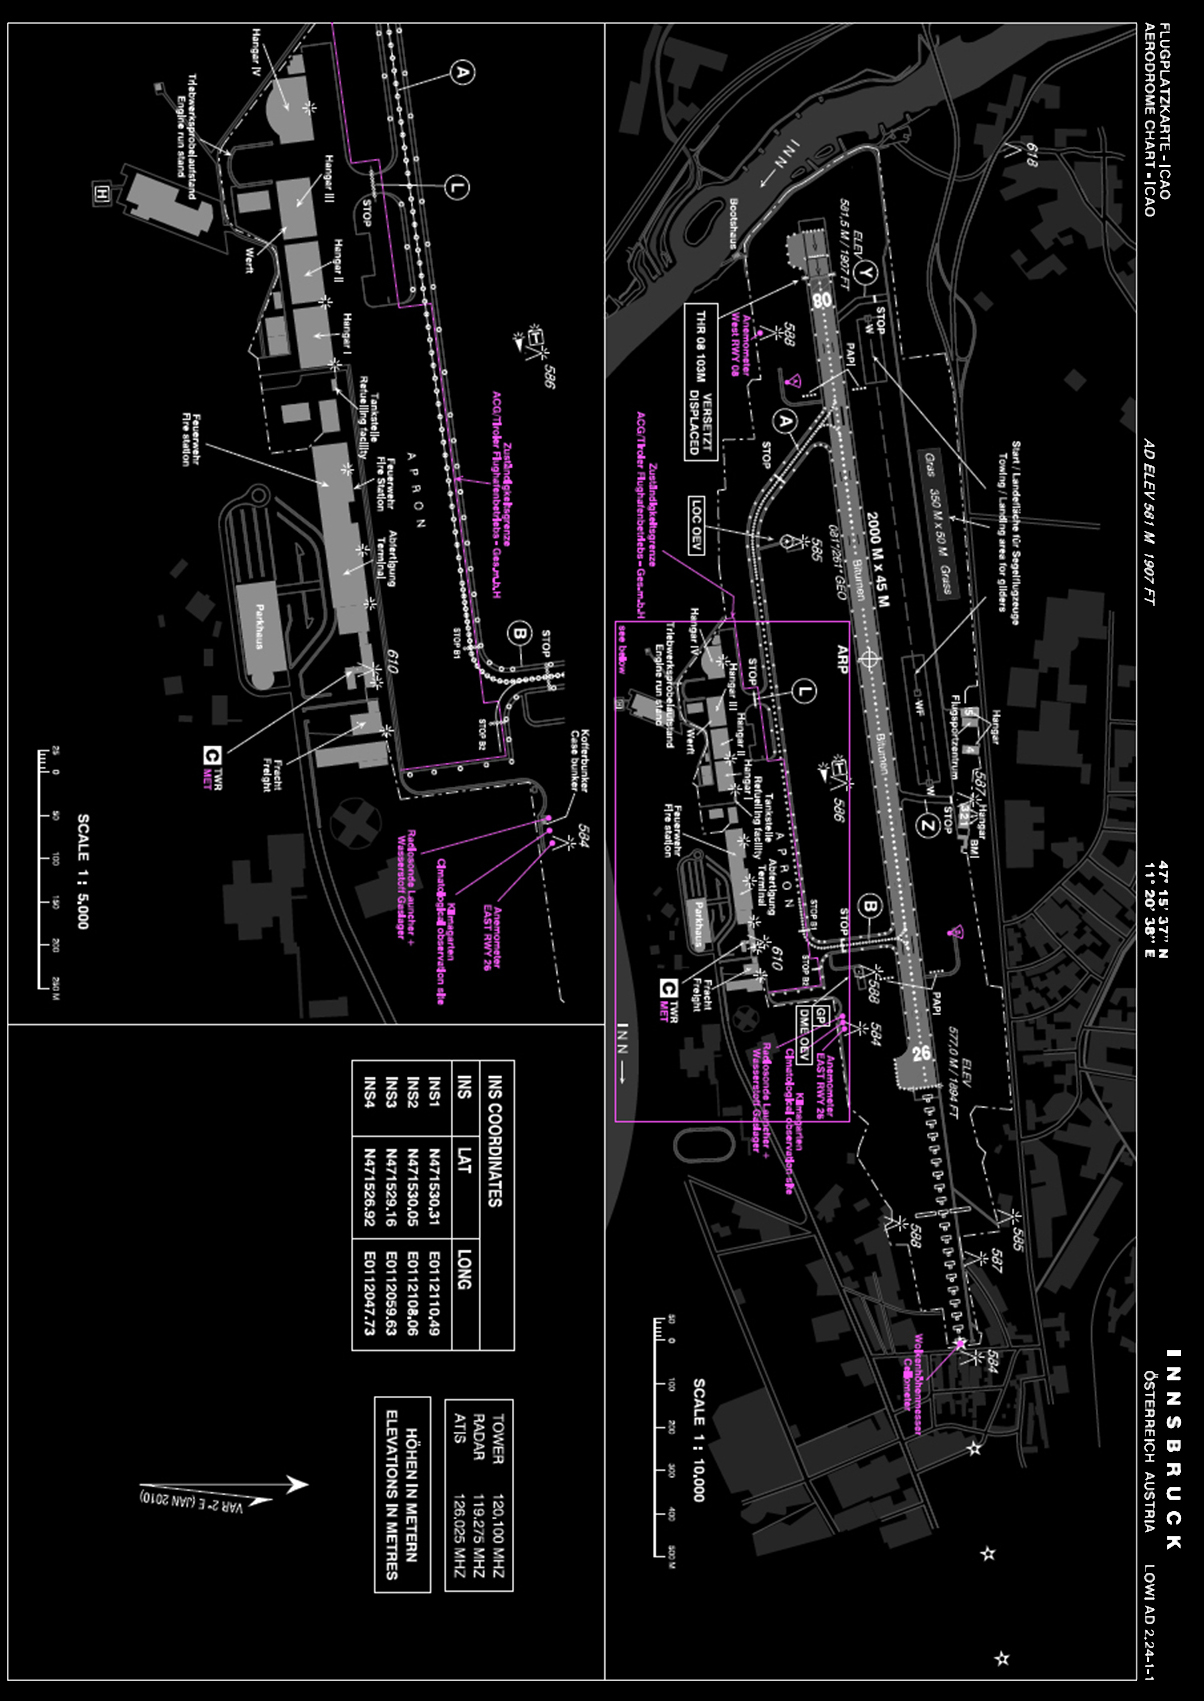 FLUGPLATZKARTE - ICAO
AERODROME CHART - ICAO
AD ELEV 581 M  1907 FT
47° 15' 37'' N
11° 20' 38'' E
INNSBRUCK
ÖSTERREICH AUSTRIA
LOWI AD 2.24-1-1
618
INN
Bootshaus
ELEV
581,5 M / 1907 FT
Y
STOP
W
08
PAPI
588
Anemometer
West RWY 08
THR 08 103M
VERSETZT
DISPLACED
A
STOP
LOC OEV
585
Start / Landefläche für Segelflugzeuge
Towing / Landing area for gliders
Gras 350 M x 50 M Grass
2000 M x 45 M
Bitumen
081°/261° GEO
ARP
Bitumen
WF
W
Hangar
5
4
Flugsportzentrum
587
Hangar
321
BMI
STOP
Z
Zuständigkeitsgrenze
ACG/Tiroler Flughafenbetriebs - Ges.m.b.H
see below
Hangar IV
Triebwerksprobelaufstand
Engine run stand
H
Hangar III
Werft
Hangar II
Hangar I
STOP
L
586
Tankstelle
Refuelling facility
Feuerwehr
Fire station
APRON
Abfertigung
Terminal
Parkhaus
STOP B1
STOP
B
STOP B2
610
C TWR
MET
Fracht
Freight
588
GP
DME OEV
584
PAPI
26
ELEV
577,0 M / 1894 FT
Anemometer
EAST RWY 26
Klimagarten
Climatological observation site
Radiosonde Launcher +
Wasserstoff Gaslager
INN
588
585
587
584
Wolkenhöhenmesser
Ceilometer
SCALE 1 : 10,000
50 0 100 200 300 400 500 M
Hangar IV
Triebwerksprobelaufstand
Engine run stand
H
A
L
STOP
Hangar III
Werft
Hangar II
Hangar I
586
Tankstelle
Refuelling facility
Feuerwehr
Fire station
Feuerwehr
Fire Station
APRON
Abfertigung
Terminal
Zuständigkeitsgrenze
ACG/Tiroler Flughafenbetriebs - Ges.m.b.H
Parkhaus
STOP B1
B
STOP
STOP B2
610
C TWR
MET
Fracht
Freight
Kofferbunker
Case bunker
584
Anemometer
EAST RWY 26
Klimagarten
Climatological observation site
Radiosonde Launcher +
Wasserstoff Gaslager
SCALE 1 : 5,000
25 0 50 100 150 200 250 M
INS COORDINATES
INS LAT LONG
INS1 N471530.31 E0112110.49
INS2 N471530.05 E0112108.06
INS3 N471529.16 E0112059.63
INS4 N471526.92 E0112047.73
TOWER 120,100 MHZ
RADAR 119.275 MHZ
ATIS 126,025 MHZ
HÖHEN IN METERN
ELEVATIONS IN METRES
VAR 2° E (JAN 2010)